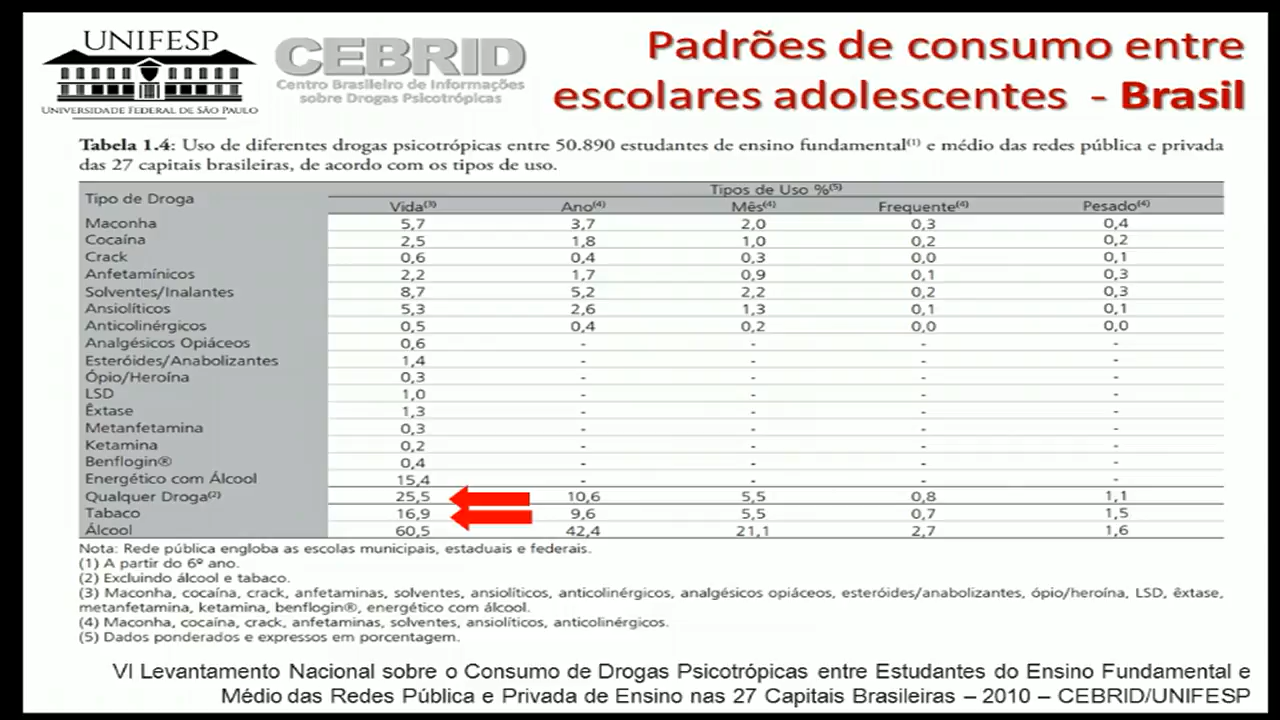 UNIFESP
UNIVERSIDADE FEDERAL DE SÃO PAULO
CEBRID
Centro Brasileiro de Informações
sobre Drogas Psicotrópicas
Padrões de consumo entre
escolares adolescentes - Brasil
Tabela 1.4: Uso de diferentes drogas psicotrópicas entre 50.890 estudantes de ensino fundamental(1) e médio das redes pública e privada
das 27 capitais brasileiras, de acordo com os tipos de uso.
Tipo de Droga Tipos de Uso %(5)
Vida(3) Ano(4) Mês(4) Frequente(4) Pesado(4)
Maconha 5,7 3,7 2,0 0,3 0,4
Cocaína 2,5 1,8 1,0 0,2 0,2
Crack 0,6 0,4 0,3 0,0 0,1
Anfetamínicos 2,2 1,7 0,9 0,1 0,3
Solventes/Inalantes 8,7 5,2 2,2 0,2 0,3
Ansiolíticos 5,3 2,6 1,3 0,1 0,1
Anticolinérgicos 0,5 0,4 0,2 0,0 0,0
Analgésicos Opiáceos 0,6 - - - -
Esteróides/Anabolizantes 1,4 - - - -
Ópio/Heroína 0,3 - - - -
LSD 1,0 - - - -
Êxtase 1,3 - - - -
Metanfetamina 0,3 - - - -
Ketamina 0,2 - - - -
Benflogin® 0,4 - - - -
Energético com Álcool 15,4 - - - -
Qualquer Droga(2) 25,5 10,6 5,5 0,8 1,1
Tabaco 16,9 9,6 5,5 0,7 1,5
Álcool 60,5 42,4 21,1 2,7 1,6
Nota: Rede pública engloba as escolas municipais, estaduais e federais.
(1) A partir do 6º ano.
(2) Excluindo álcool e tabaco.
(3) Maconha, cocaína, crack, anfetaminas, solventes, ansiolíticos, anticolinérgicos, analgésicos opiáceos, esteróides/anabolizantes, ópio/heroína, LSD, êxtase,
metanfetamina, ketamina, benflogin®, energético com álcool.
(4) Maconha, cocaína, crack, anfetaminas, solventes, ansiolíticos, anticolinérgicos.
(5) Dados ponderados e expressos em porcentagem.
VI Levantamento Nacional sobre o Consumo de Drogas Psicotrópicas entre Estudantes do Ensino Fundamental e
Médio das Redes Pública e Privada de Ensino nas 27 Capitais Brasileiras – 2010 – CEBRID/UNIFESP